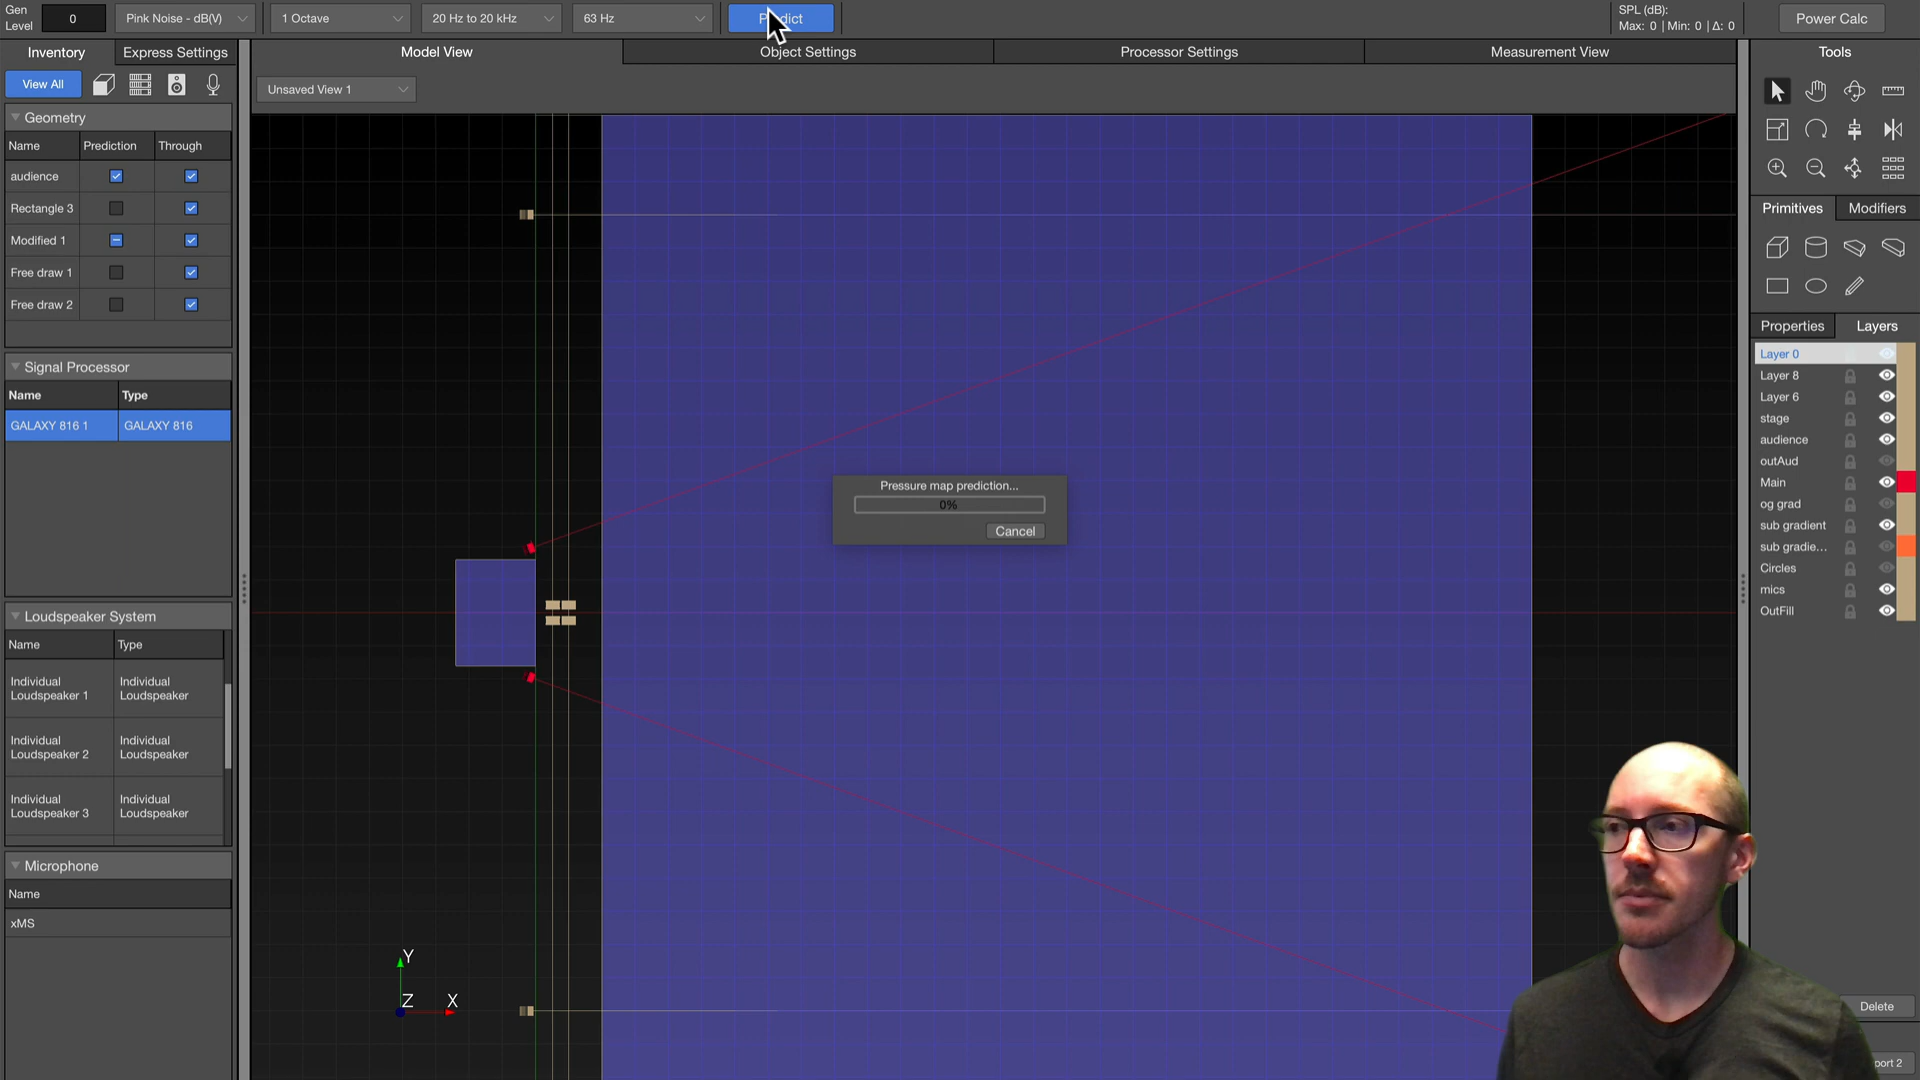 Gen
Level
0
Pink Noise - dB(V)
1 Octave
20 Hz to 20 kHz
63 Hz
SPL (dB):
Max: 0 | Min: 0 | Δ: 0
Power Calc
Inventory
Express Settings
Model View
Object Settings
Processor Settings
Measurement View
Tools
View All
Unsaved View 1
Geometry
Name Prediction Through
audience
Rectangle 3
Modified 1
Free draw 1
Free draw 2
Signal Processor
Name Type
GALAXY 816 1 GALAXY 816
Loudspeaker System
Name Type
Individual Loudspeaker 1
Individual Loudspeaker
Individual Loudspeaker 2
Individual Loudspeaker
Individual Loudspeaker 3
Individual Loudspeaker
Microphone
Name
xMS
Pressure map prediction...
0%
Cancel
Y
Z X
Primitives
Modifiers
Properties
Layers
Layer 0
Layer 8
Layer 6
stage
audience
outAud
Main
og grad
sub gradient
sub gradie...
Circles
mics
OutFill
Delete